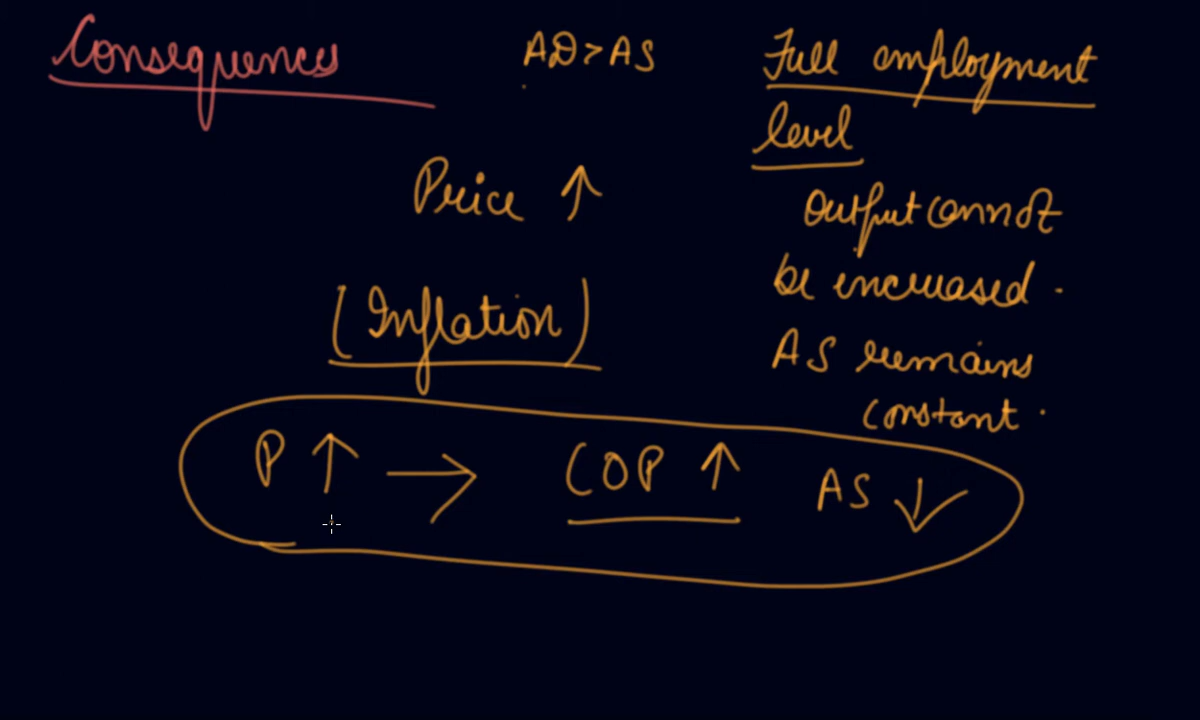 Consequences
AD > AS
Full employment
level
Price ↑
Output cannot
be increased.
(Inflation)
AS remains
constant.
P ↑ → COP ↑ AS ↓